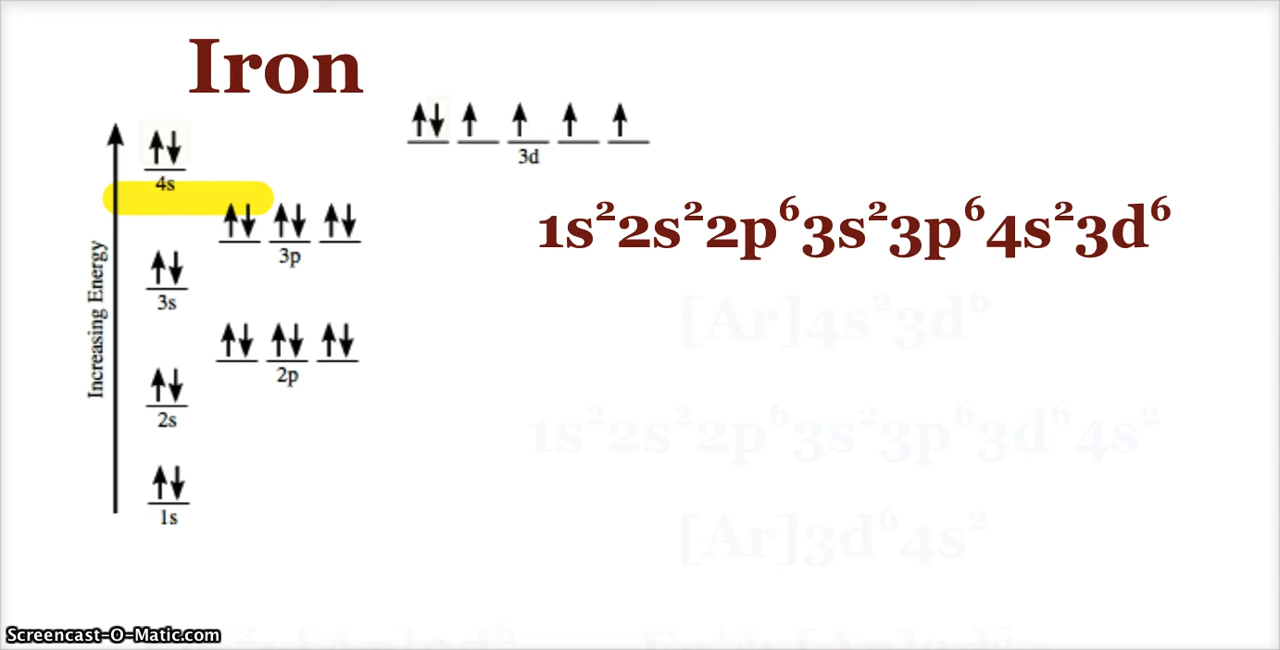 Iron
3d
4s
1s²2s²2p⁶3s²3p⁶4s²3d⁶
3p
3s
[Ar]4s²3d⁶
Increasing Energy
2p
2s
1s²2s²2p⁶3s²3p⁶3d⁶4s²
1s
[Ar]3d⁶4s²
Screencast-O-Matic.com